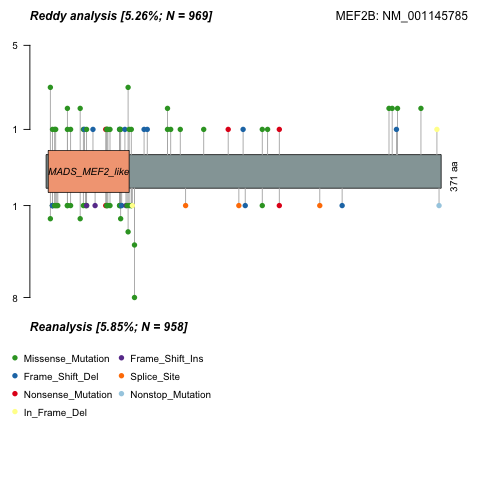 Reddy analysis [5.26%; N = 969]
MEF2B: NM_001145785
5
1
MADS_MEF2_like
371 aa
1
8
Reanalysis [5.85%; N = 958]
Missense_Mutation
Frame_Shift_Ins
Frame_Shift_Del
Splice_Site
Nonsense_Mutation
Nonstop_Mutation
In_Frame_Del